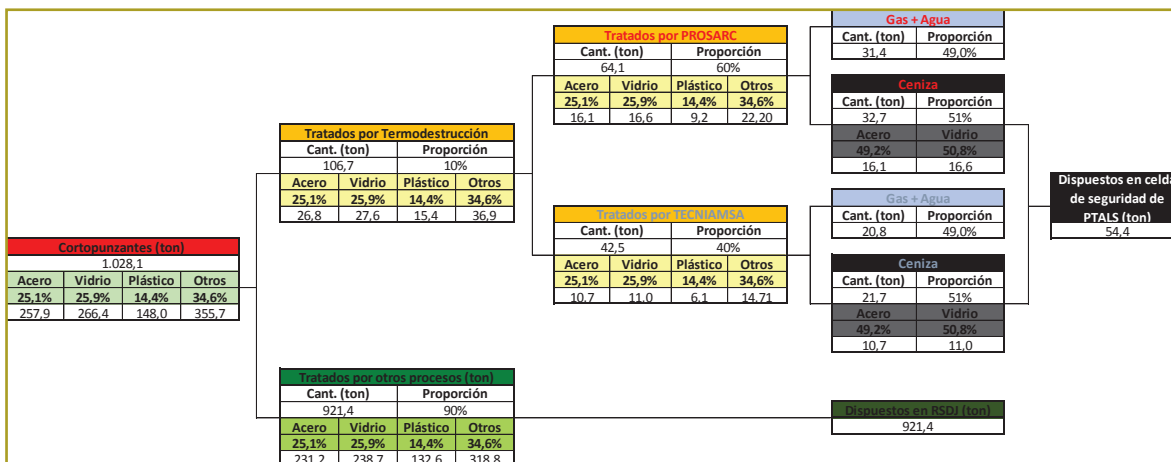 Cortopunzantes (ton)
1.028,1
Acero Vidrio Plástico Otros
25,1% 25,9% 14,4% 34,6%
257,9 266,4 148,0 355,7
Tratados por Termodestrucción
Cant. (ton) Proporción
106,7 10%
Acero Vidrio Plástico Otros
25,1% 25,9% 14,4% 34,6%
26,8 27,6 15,4 36,9
Tratados por otros procesos (ton)
Cant. (ton) Proporción
921,4 90%
Acero Vidrio Plástico Otros
25,1% 25,9% 14,4% 34,6%
231,2 238,7 132,6 318,8
Tratados por PROSARC
Cant. (ton) Proporción
64,1 60%
Acero Vidrio Plástico Otros
25,1% 25,9% 14,4% 34,6%
16,1 16,6 9,2 22,20
Tratados por TECNIAMSA
Cant. (ton) Proporción
42,5 40%
Acero Vidrio Plástico Otros
25,1% 25,9% 14,4% 34,6%
10,7 11,0 6,1 14,71
Gas + Agua
Cant. (ton) Proporción
31,4 49,0%
Ceniza
Cant. (ton) Proporción
32,7 51%
Acero Vidrio
49,2% 50,8%
16,1 16,6
Gas + Agua
Cant. (ton) Proporción
20,8 49,0%
Ceniza
Cant. (ton) Proporción
21,7 51%
Acero Vidrio
49,2% 50,8%
10,7 11,0
Dispuestos en RSDJ (ton)
921,4
Dispuestos en celda
de seguridad de
PTALS (ton)
54,4